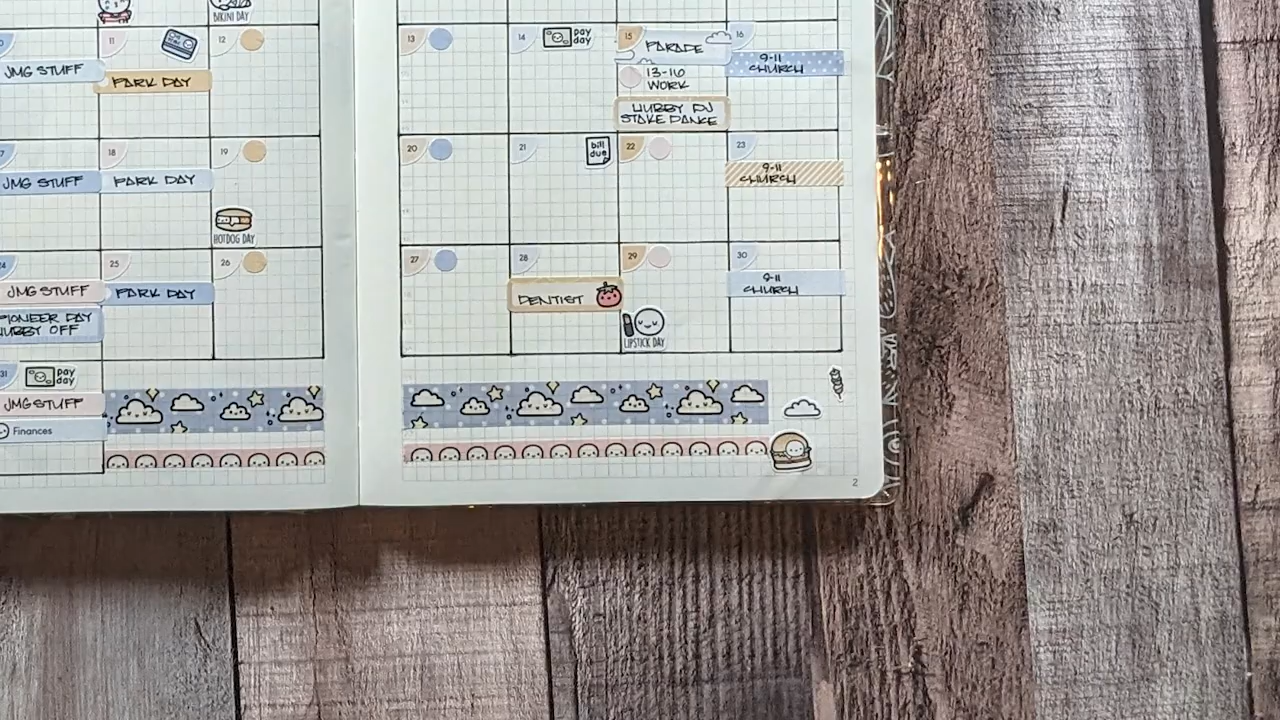 BIKINI DAY
11
12
13
14
pay
day
15
PARADE
16
JMG STUFF
PARK DAY
13-16
WORK
9-11
CHURCH
HUBBY DJ
STAKE DANCE
18
19
20
21
bill
due
22
23
JMG STUFF
PARK DAY
9-11
CHURCH
HOTDOG DAY
25
26
27
28
29
30
JMG STUFF
PARK DAY
DENTIST
9-11
CHURCH
PIONEER DAY
HUBBY OFF
LIPSTICK DAY
31
pay
day
JMG STUFF
Finances
2